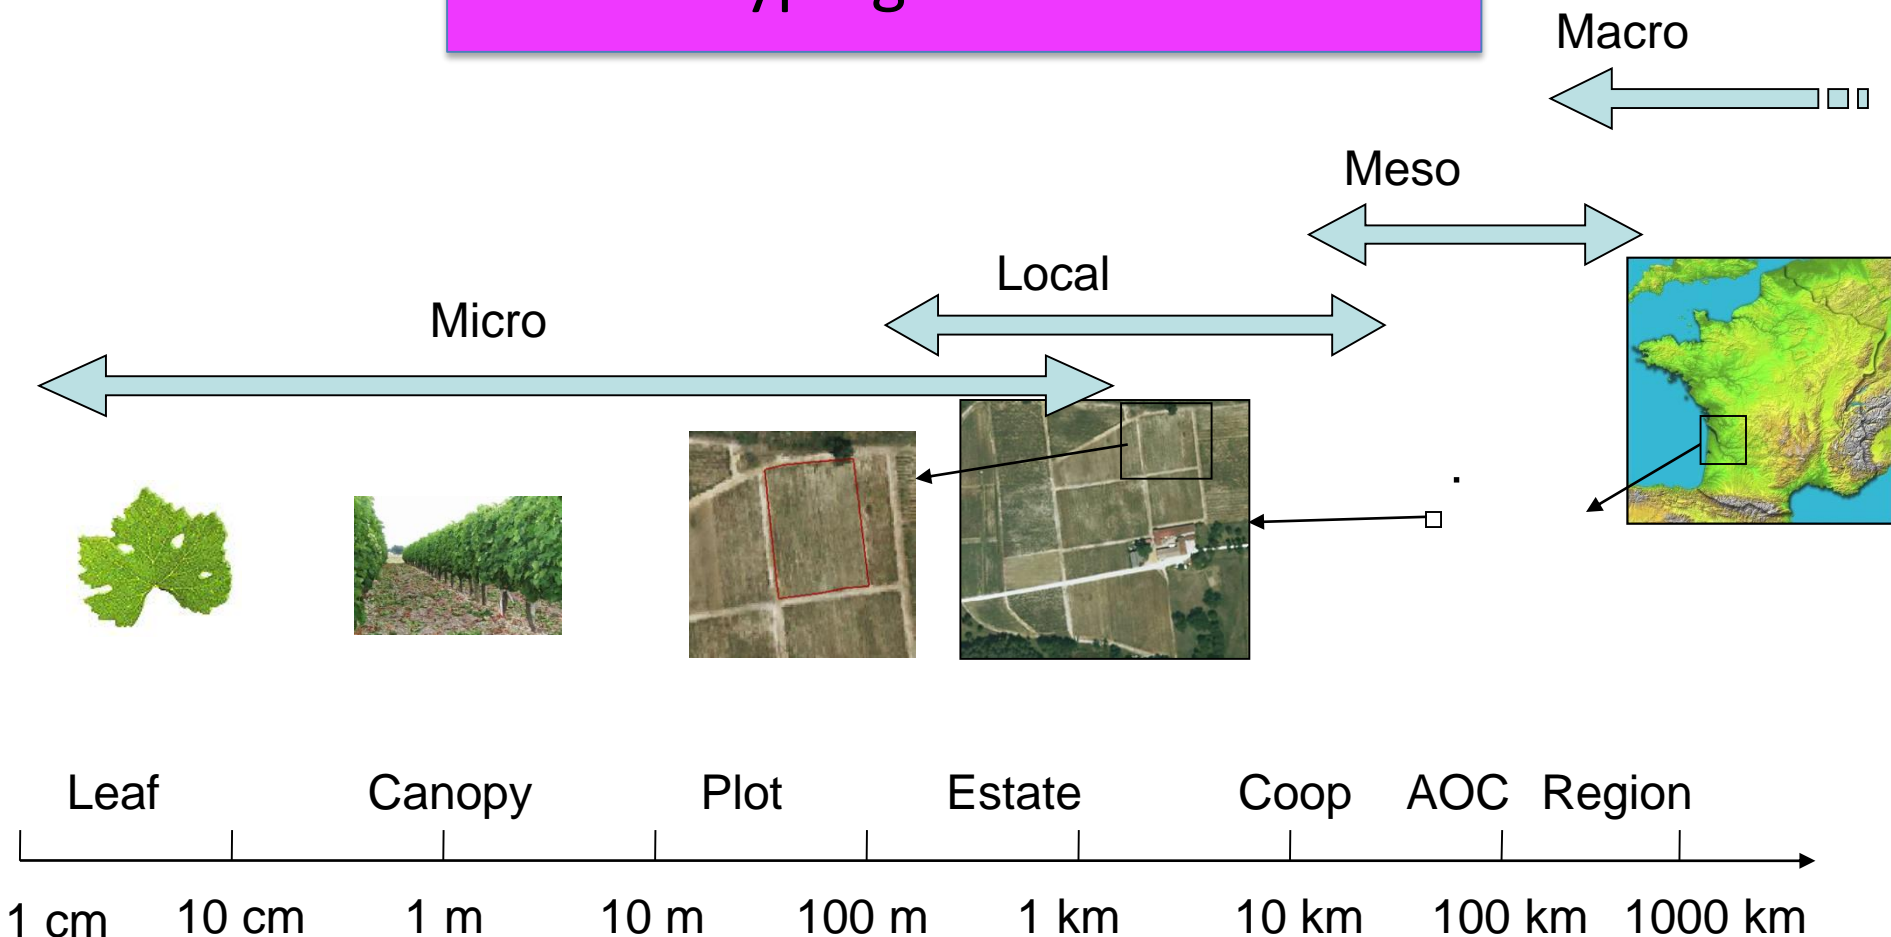 Macro
Meso
Local
Micro
Leaf Canopy Plot Estate Coop AOC Region
1 cm 10 cm 1 m 10 m 100 m 1 km 10 km 100 km 1000 km